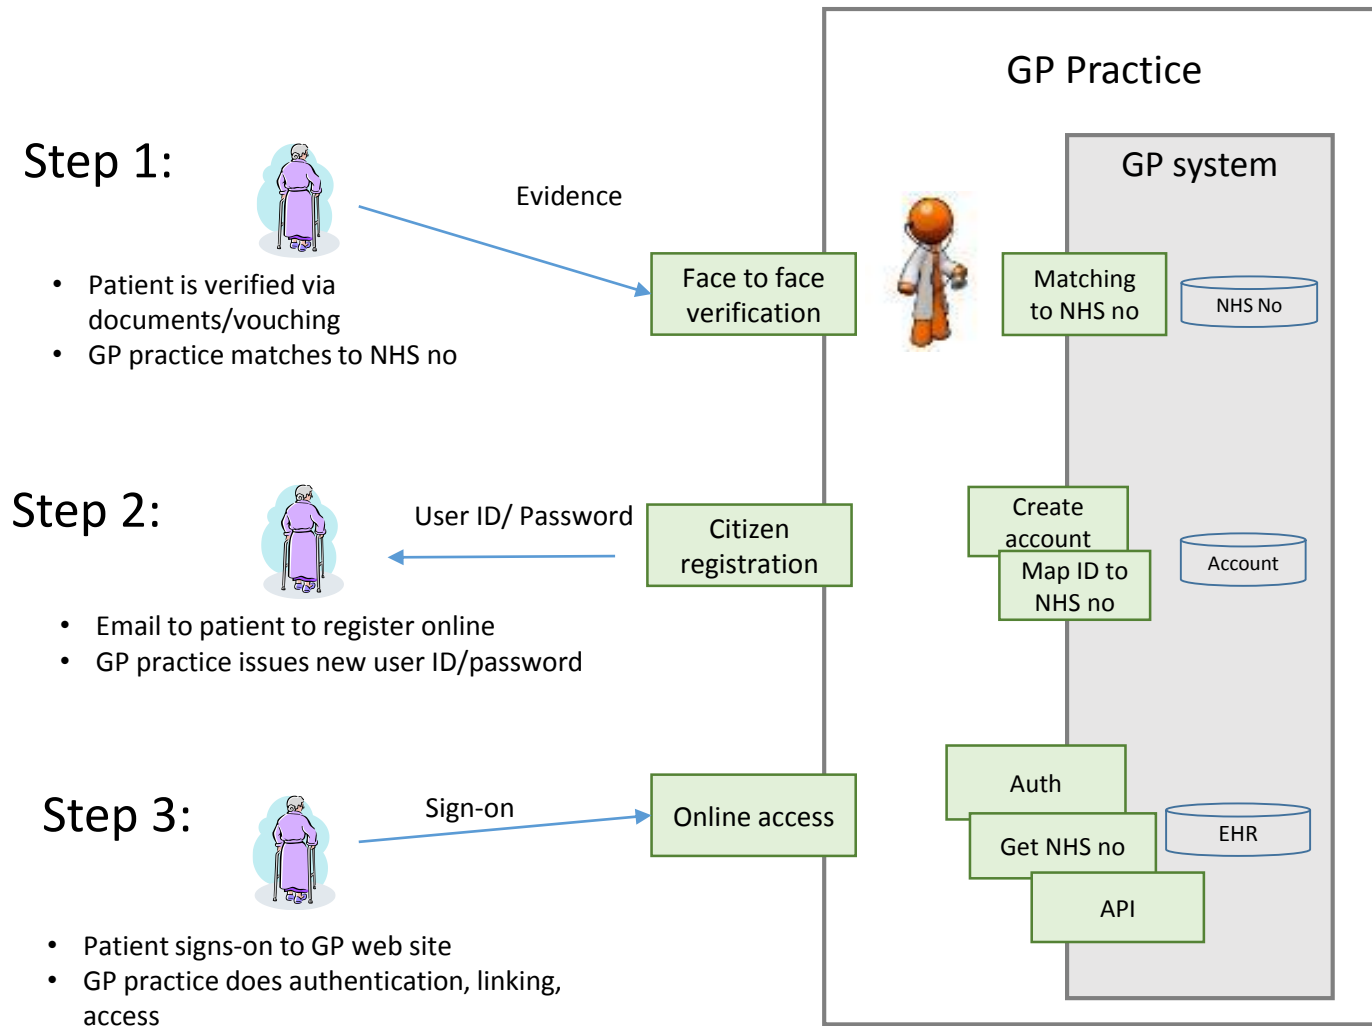 GP Practice
GP system
Step 1:
Evidence
Face to face
verification
Matching
to NHS no
NHS No
• Patient is verified via
documents/vouching
• GP practice matches to NHS no
Step 2:
User ID/ Password
Citizen
registration
Create
account
Map ID to
NHS no
Account
• Email to patient to register online
• GP practice issues new user ID/password
Step 3:
Sign-on
Online access
Auth
Get NHS no
API
EHR
• Patient signs-on to GP web site
• GP practice does authentication, linking,
access